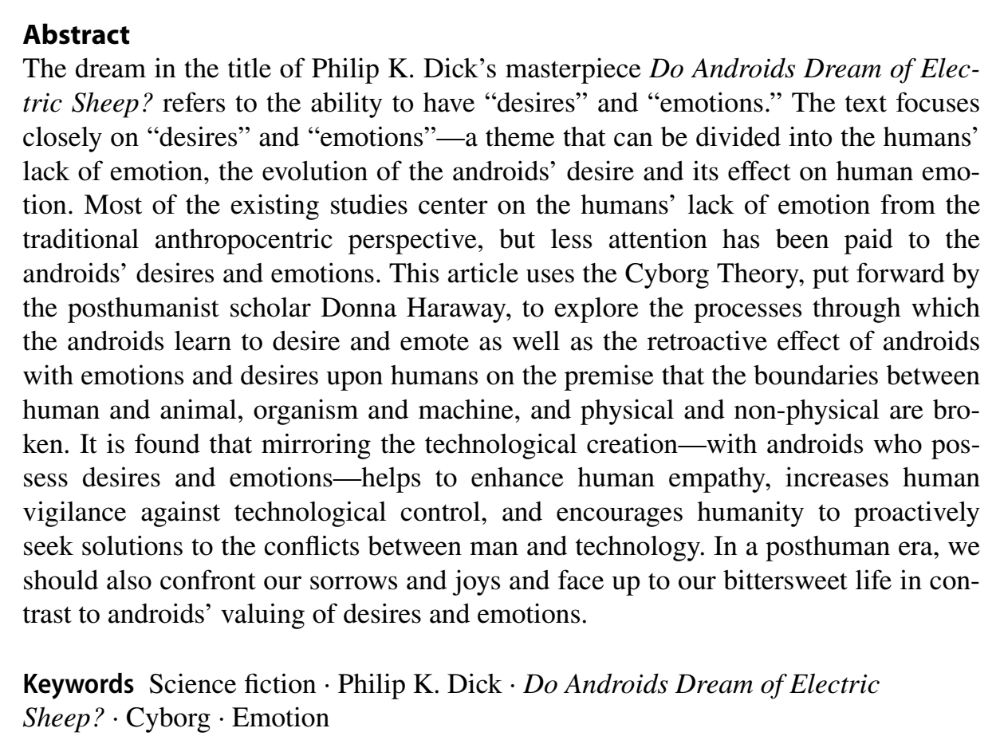 Abstract
The dream in the title of Philip K. Dick’s masterpiece Do Androids Dream of Elec-
tric Sheep? refers to the ability to have “desires” and “emotions.” The text focuses
closely on “desires” and “emotions”—a theme that can be divided into the humans’
lack of emotion, the evolution of the androids’ desire and its effect on human emo-
tion. Most of the existing studies center on the humans’ lack of emotion from the
traditional anthropocentric perspective, but less attention has been paid to the
androids’ desires and emotions. This article uses the Cyborg Theory, put forward by
the posthumanist scholar Donna Haraway, to explore the processes through which
the androids learn to desire and emote as well as the retroactive effect of androids
with emotions and desires upon humans on the premise that the boundaries between
human and animal, organism and machine, and physical and non-physical are bro-
ken. It is found that mirroring the technological creation—with androids who pos-
sess desires and emotions—helps to enhance human empathy, increases human
vigilance against technological control, and encourages humanity to proactively
seek solutions to the conflicts between man and technology. In a posthuman era, we
should also confront our sorrows and joys and face up to our bittersweet life in con-
trast to androids’ valuing of desires and emotions.
Keywords Science fiction · Philip K. Dick · Do Androids Dream of Electric
Sheep? · Cyborg · Emotion